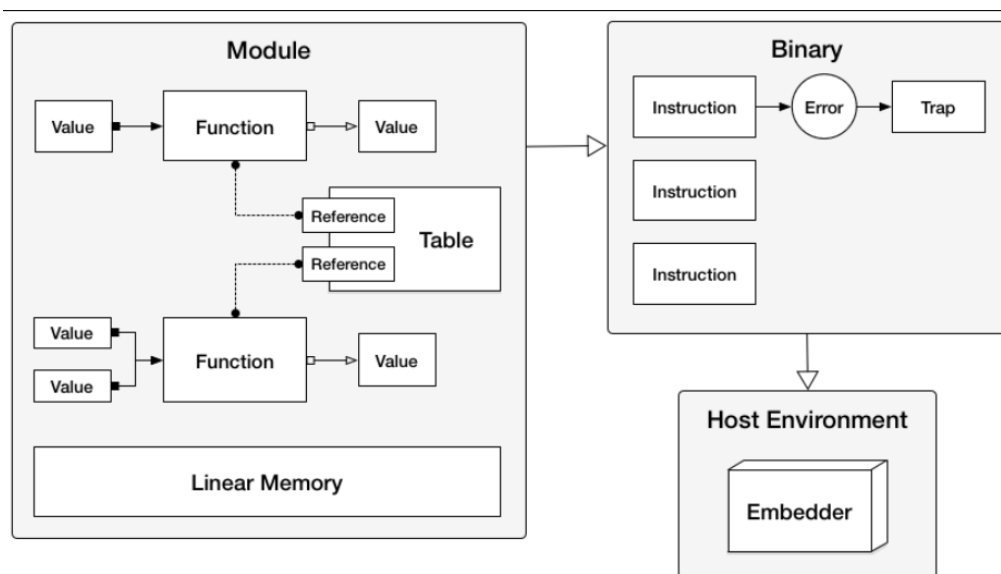 Module
Value
Function
Value
Reference
Table
Reference
Value
Value
Function
Value
Linear Memory
Binary
Instruction
Error
Trap
Instruction
Instruction
Host Environment
Embedder